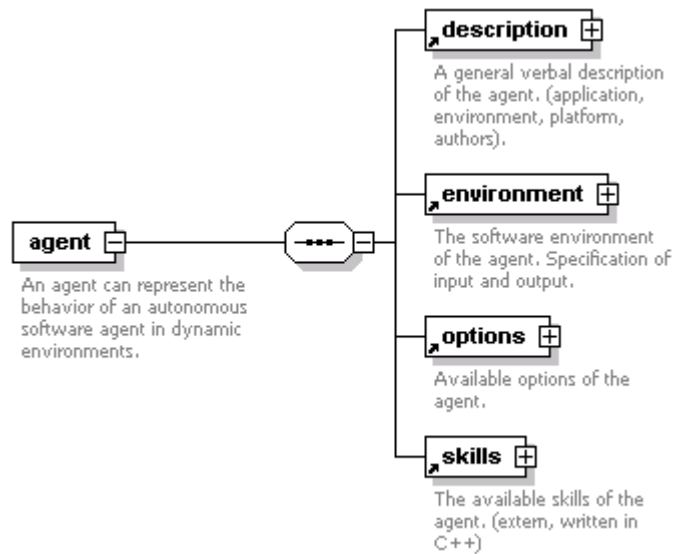 description
A general verbal description
of the agent. (application,
environment, platform,
authors).
environment
The software environment
of the agent. Specification of
input and output.
agent
An agent can represent the
behavior of an autonomous
software agent in dynamic
environments.
options
Available options of the
agent.
skills
The available skills of the
agent. (extern, written in
C++)